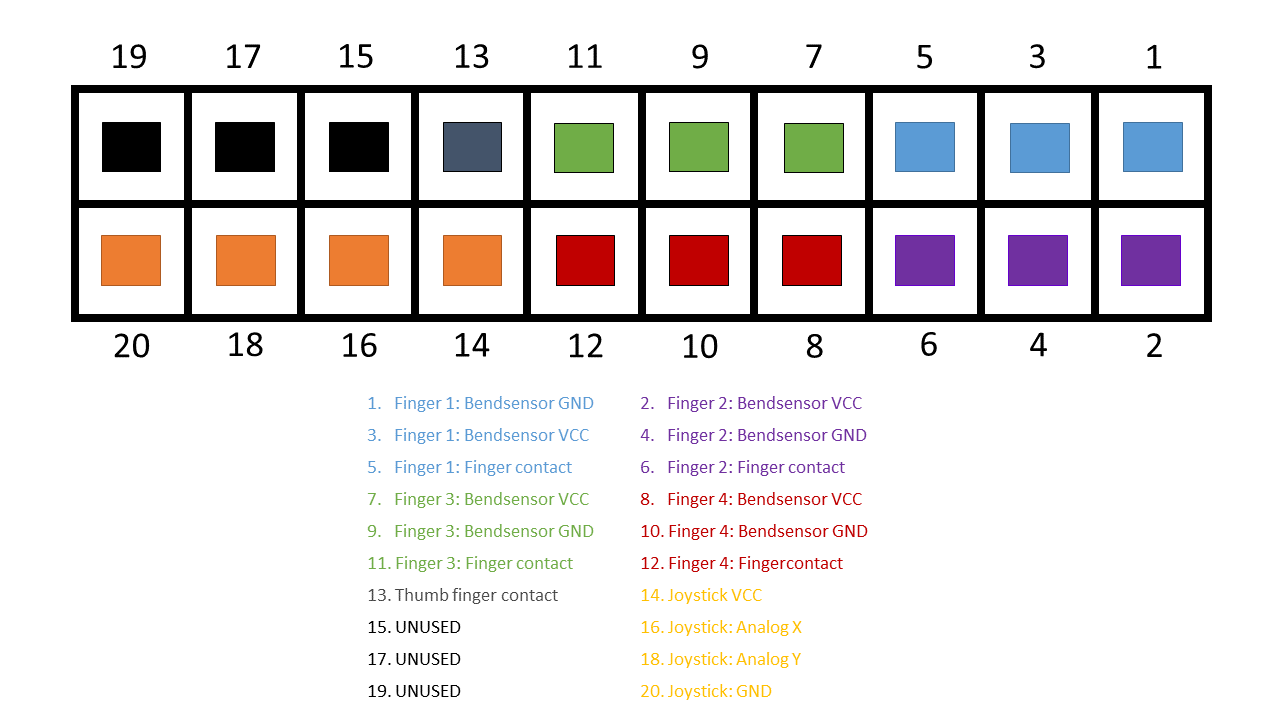 19 17 15 13 11 9 7 5 3 1
20 18 16 14 12 10 8 6 4 2
1. Finger 1: Bendsensor GND
3. Finger 1: Bendsensor VCC
5. Finger 1: Finger contact
7. Finger 3: Bendsensor VCC
9. Finger 3: Bendsensor GND
11. Finger 3: Finger contact
13. Thumb finger contact
15. UNUSED
17. UNUSED
19. UNUSED
2. Finger 2: Bendsensor VCC
4. Finger 2: Bendsensor GND
6. Finger 2: Finger contact
8. Finger 4: Bendsensor VCC
10. Finger 4: Bendsensor GND
12. Finger 4: Fingercontact
14. Joystick VCC
16. Joystick: Analog X
18. Joystick: Analog Y
20. Joystick: GND